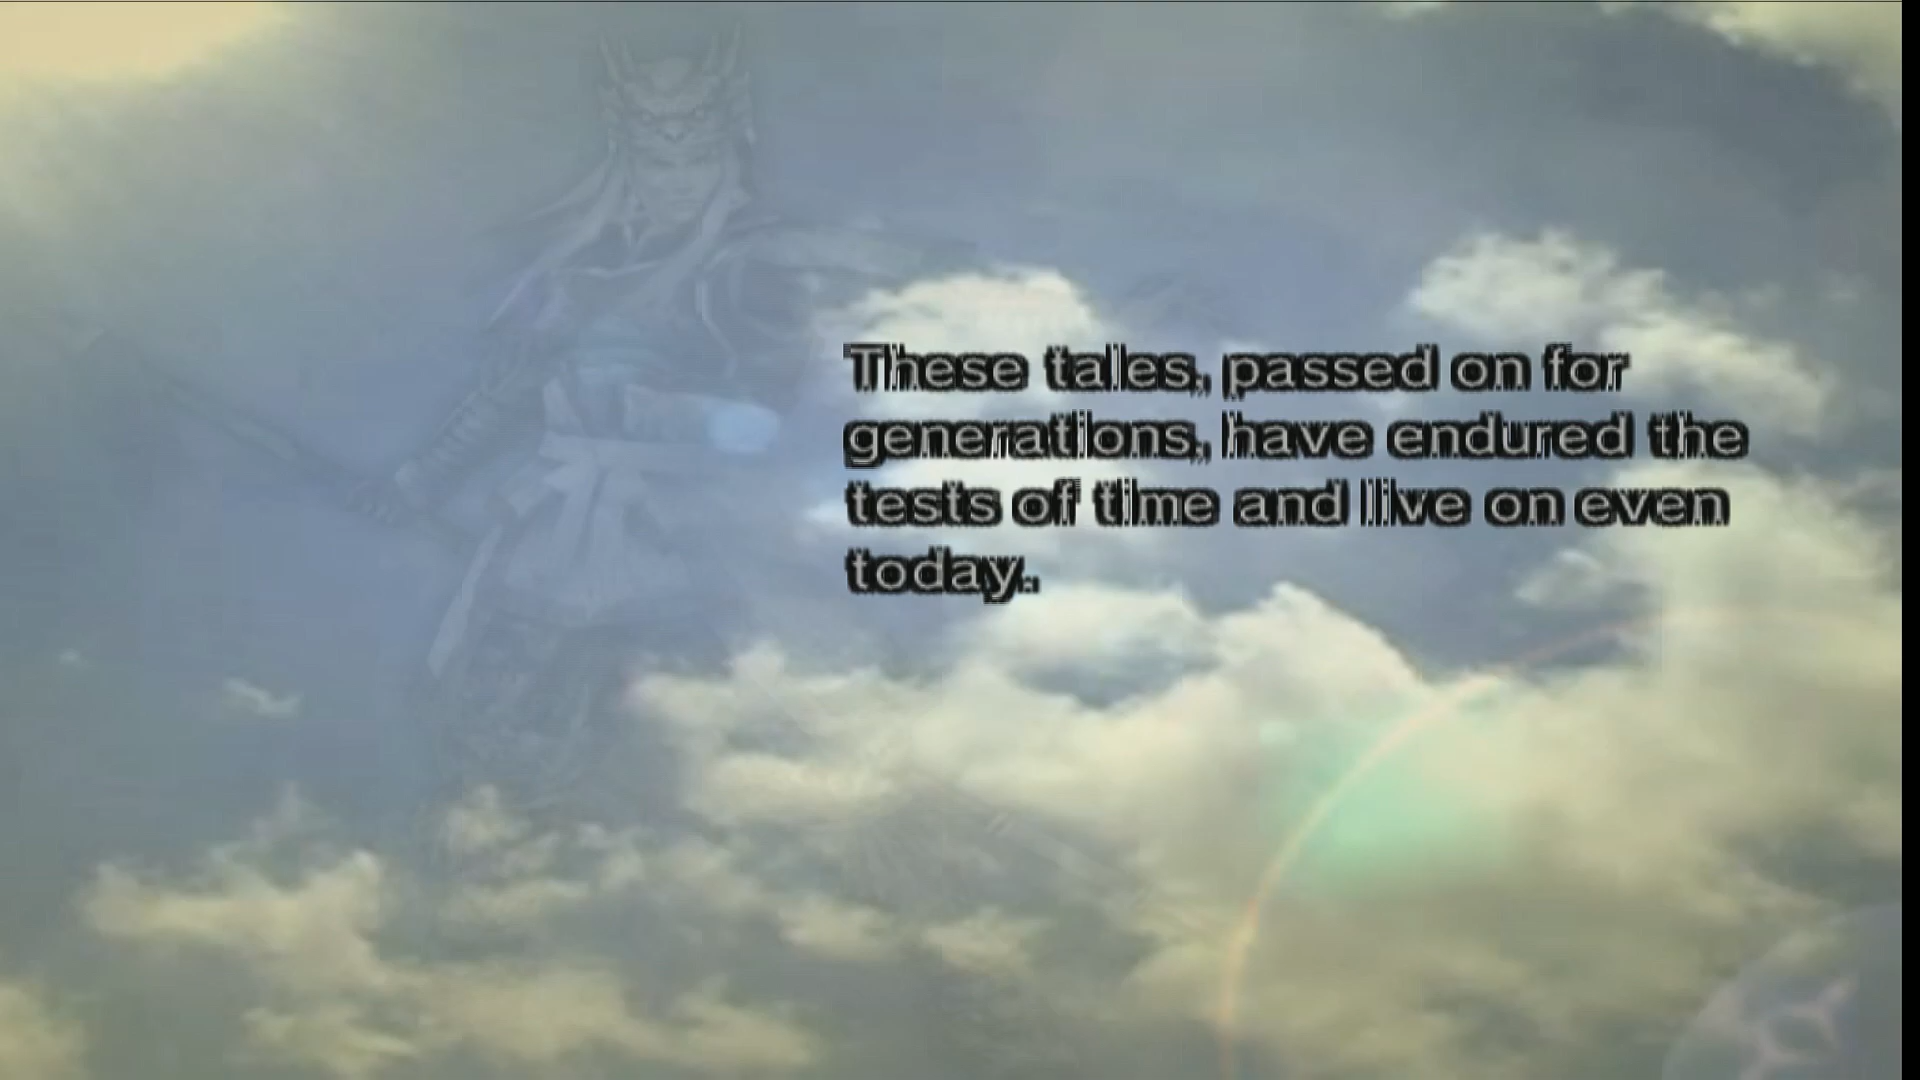 These tales, passed on for
generations, have endured the
tests of time and live on even
today.